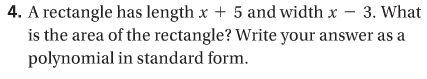 4. A rectangle has length x + 5 and width x − 3. What
is the area of the rectangle? Write your answer as a
polynomial in standard form.